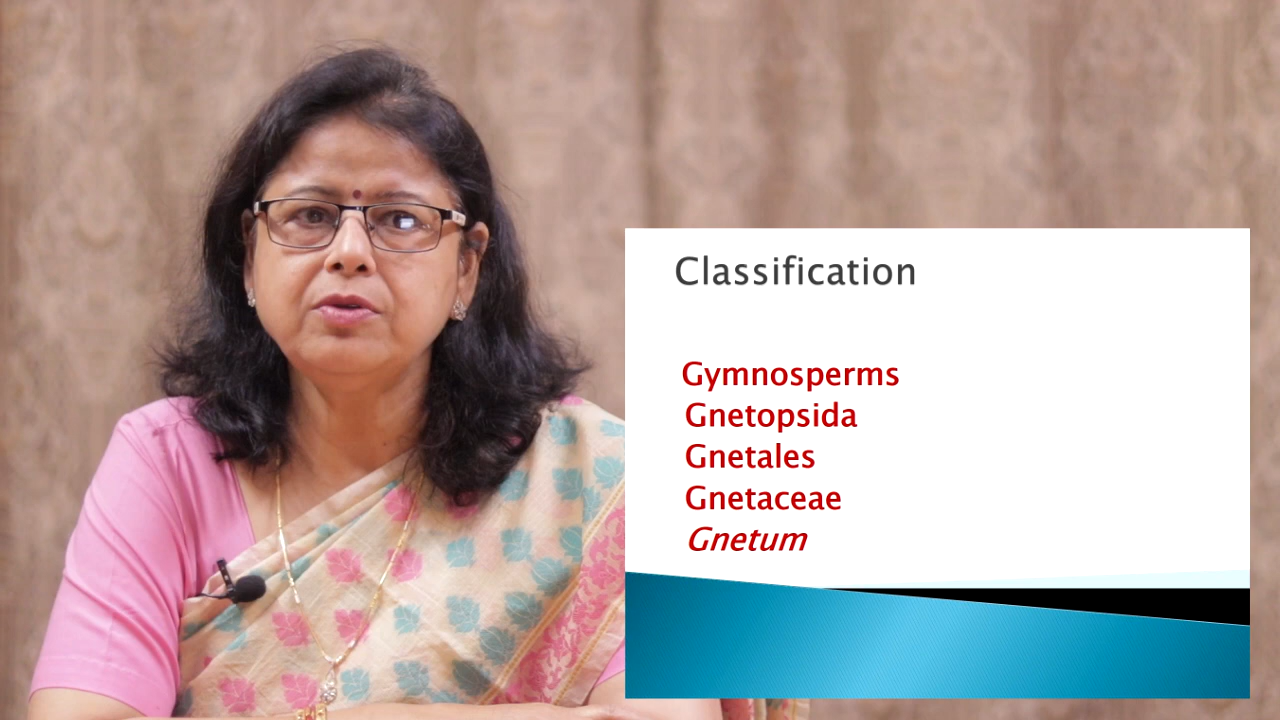 Classification
Gymnosperms
Gnetopsida
Gnetales
Gnetaceae
Gnetum